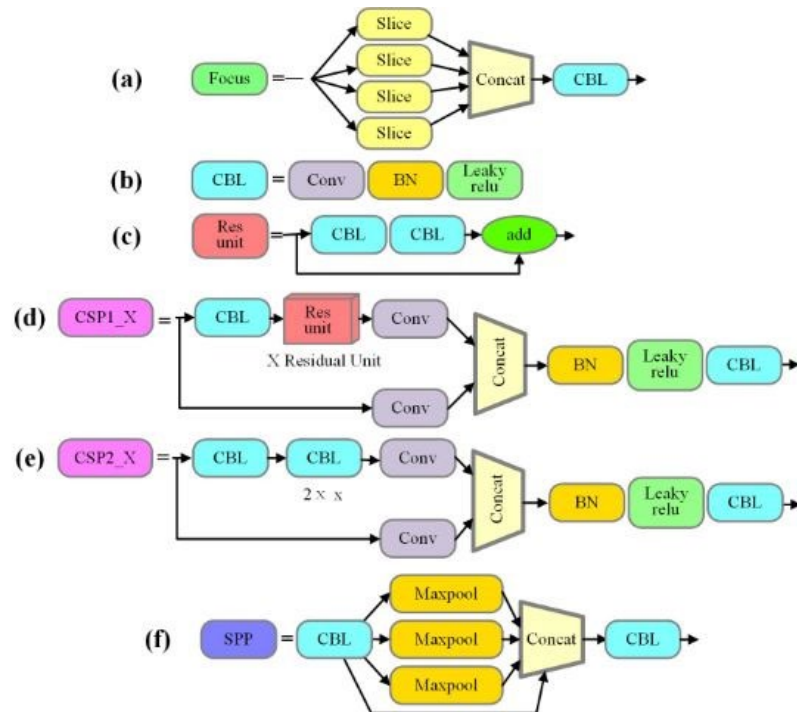 (a) Focus = Slice
Slice
Slice
Slice
Concat CBL
(b) CBL = Conv BN Leaky relu
(c) Res unit = CBL CBL add
(d) CSP1_X = CBL Res unit Conv
X Residual Unit
Conv
Concat BN Leaky relu CBL
(e) CSP2_X = CBL CBL Conv
2 × x
Conv
Concat BN Leaky relu CBL
(f) SPP = CBL Maxpool
Maxpool
Maxpool
Concat CBL